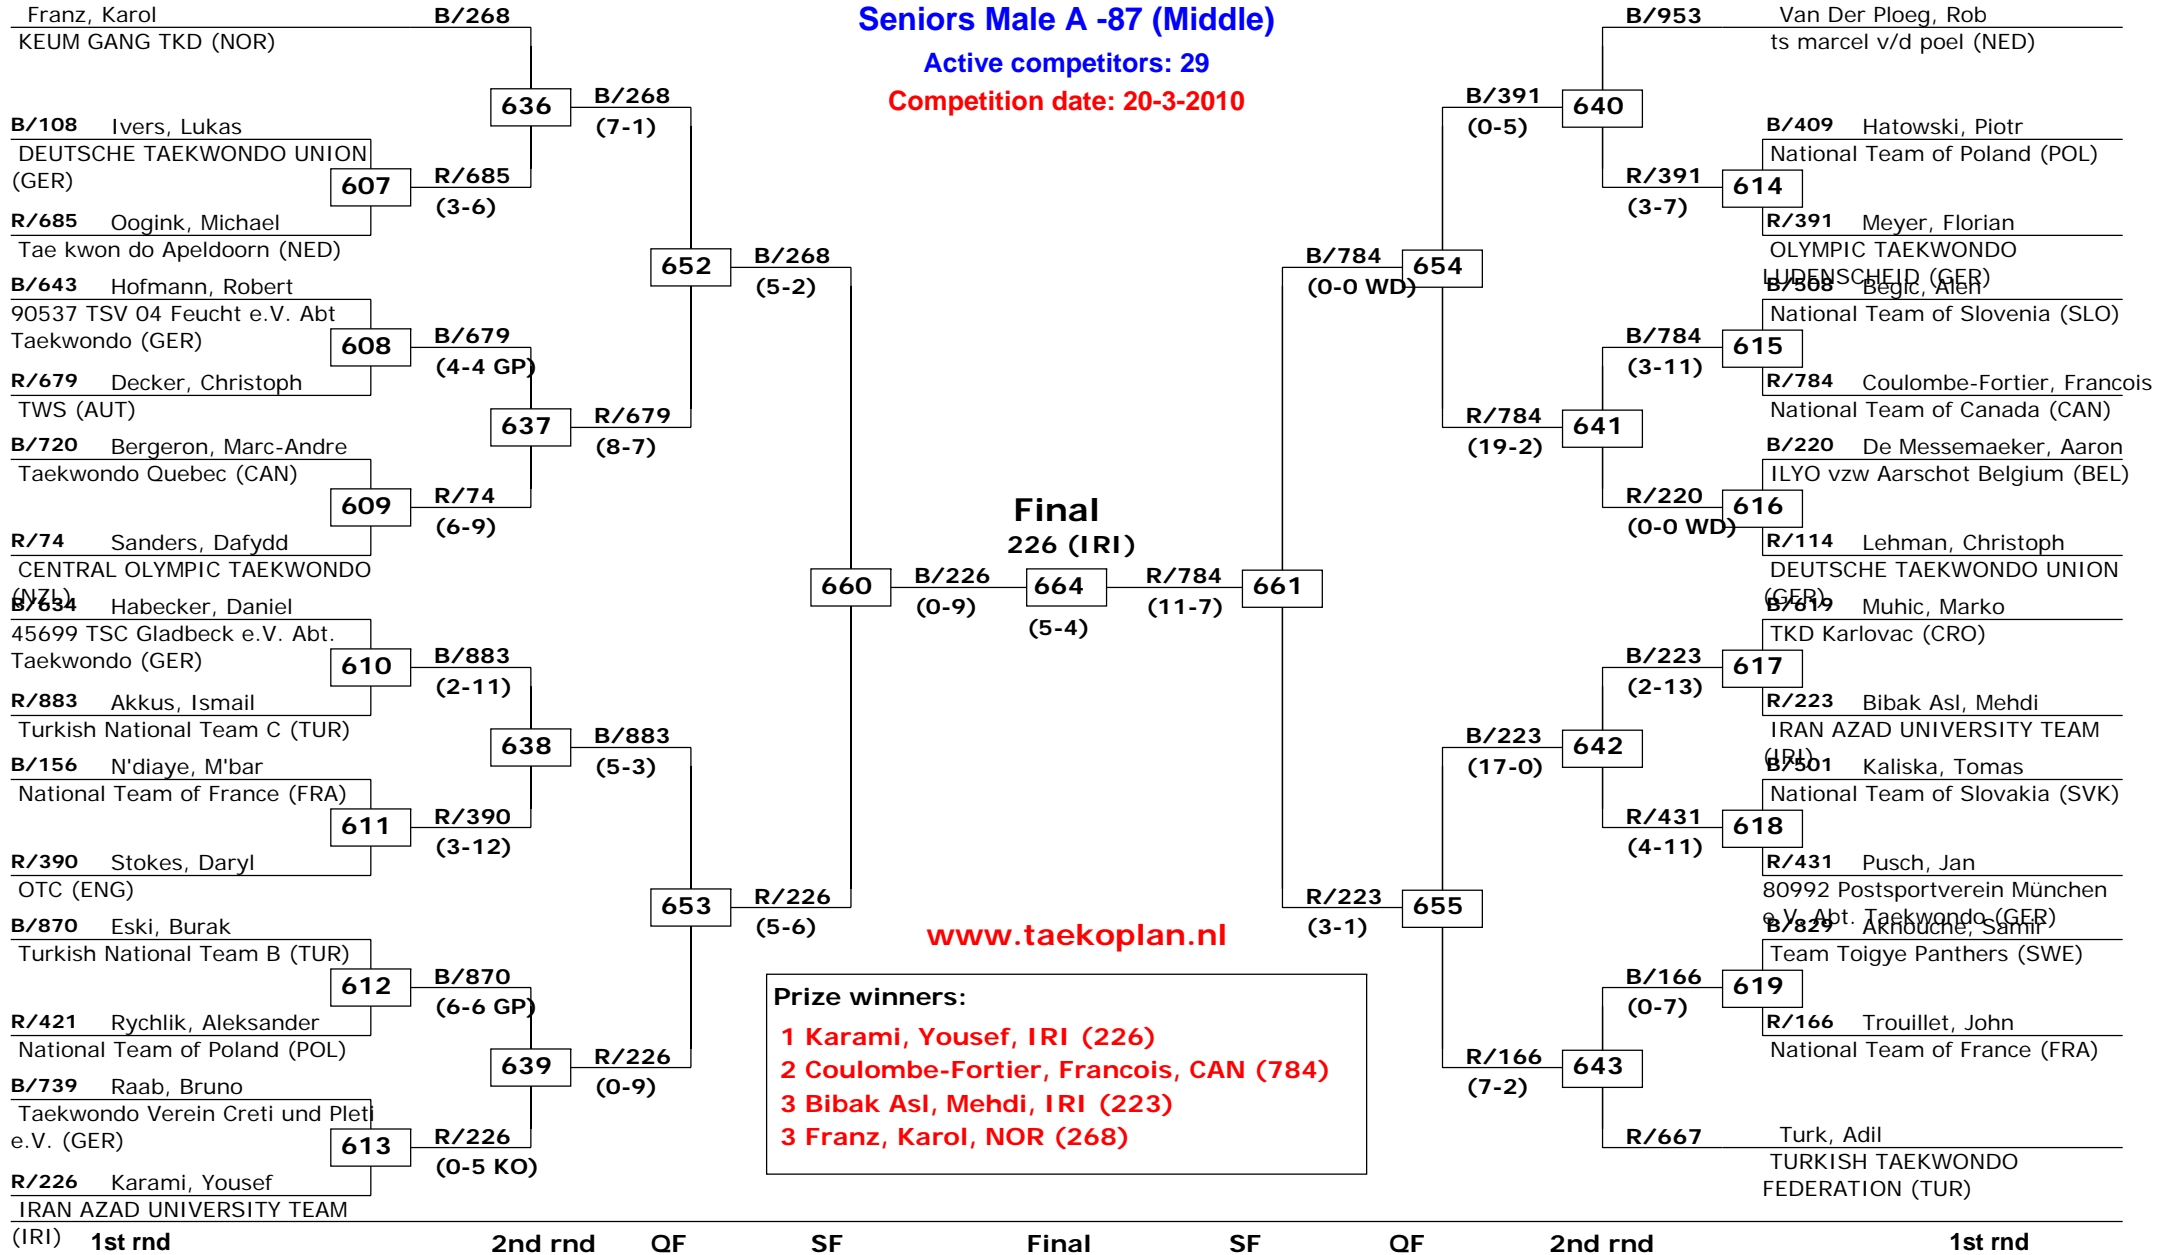 Seniors Male A -87 (Middle)
Active competitors: 29
Competition date: 20-3-2010
Franz, Karol
KEUM GANG TKD (NOR)
B/268
636
B/268
(7-1)
B/108 Ivers, Lukas
DEUTSCHE TAEKWONDO UNION
(GER)
607
R/685
(3-6)
R/685 Oogink, Michael
Tae kwon do Apeldoorn (NED)
652
B/268
(5-2)
B/643 Hofmann, Robert
90537 TSV 04 Feucht e.V. Abt
Taekwondo (GER)
608
B/679
(4-4 GP)
R/679 Decker, Christoph
TWS (AUT)
637
R/679
(8-7)
B/720 Bergeron, Marc-Andre
Taekwondo Quebec (CAN)
609
R/74
(6-9)
R/74 Sanders, Dafydd
CENTRAL OLYMPIC TAEKWONDO
(NZL)
660
B/226
(0-9)
B/634 Habecker, Daniel
45699 TSC Gladbeck e.V. Abt.
Taekwondo (GER)
610
B/883
(2-11)
R/883 Akkus, Ismail
Turkish National Team C (TUR)
638
B/883
(5-3)
B/156 N'diaye, M'bar
National Team of France (FRA)
611
R/390
(3-12)
R/390 Stokes, Daryl
OTC (ENG)
653
R/226
(5-6)
B/870 Eski, Burak
Turkish National Team B (TUR)
612
B/870
(6-6 GP)
R/421 Rychlik, Aleksander
National Team of Poland (POL)
639
R/226
(0-9)
B/739 Raab, Bruno
Taekwondo Verein Creti und Pleti
e.V. (GER)
613
R/226
(0-5 KO)
R/226 Karami, Yousef
IRAN AZAD UNIVERSITY TEAM
(IRI)
Final
226 (IRI)
664
(5-4)
R/784
(11-7)
661
B/953 Van Der Ploeg, Rob
ts marcel v/d poel (NED)
B/391
(0-5)
640
B/409 Hatowski, Piotr
National Team of Poland (POL)
R/391
(3-7)
614
R/391 Meyer, Florian
OLYMPIC TAEKWONDO
LUDENSCHEID (GER)
B/784
(0-0 WD)
654
B/508 Begic, Alen
National Team of Slovenia (SLO)
B/784
(3-11)
615
R/784 Coulombe-Fortier, Francois
National Team of Canada (CAN)
R/784
(19-2)
641
B/220 De Messemaeker, Aaron
ILYO vzw Aarschot Belgium (BEL)
R/220
(0-0 WD)
616
R/114 Lehman, Christoph
DEUTSCHE TAEKWONDO UNION
(GER)
B/619 Muhic, Marko
TKD Karlovac (CRO)
B/223
(2-13)
617
R/223 Bibak Asl, Mehdi
IRAN AZAD UNIVERSITY TEAM
(IRI)
B/223
(17-0)
642
B/501 Kaliska, Tomas
National Team of Slovakia (SVK)
R/431
(4-11)
618
R/431 Pusch, Jan
80992 Postsportverein München
e.V. Abt. Taekwondo (GER)
R/223
(3-1)
655
B/829 Aknouche, Samir
Team Toigye Panthers (SWE)
B/166
(0-7)
619
R/166 Trouillet, John
National Team of France (FRA)
R/166
(7-2)
643
R/667 Turk, Adil
TURKISH TAEKWONDO
FEDERATION (TUR)
www.taekoplan.nl
Prize winners:
1 Karami, Yousef, IRI (226)
2 Coulombe-Fortier, Francois, CAN (784)
3 Bibak Asl, Mehdi, IRI (223)
3 Franz, Karol, NOR (268)
1st rnd 2nd rnd QF SF Final SF QF 2nd rnd 1st rnd